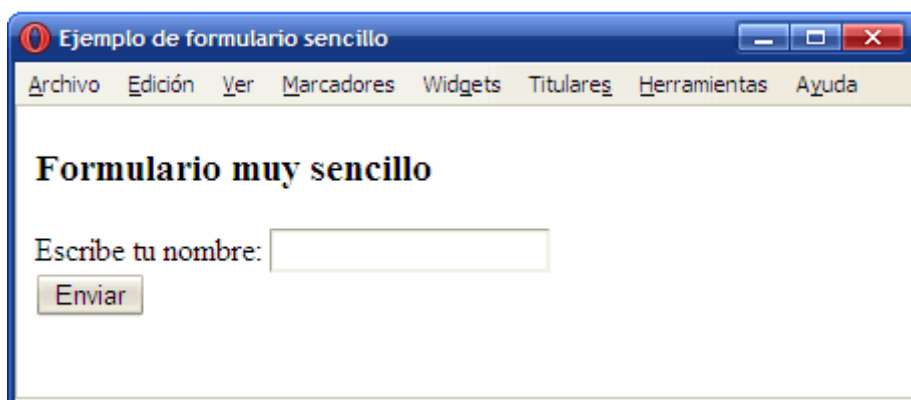 Ejemplo de formulario sencillo
Archivo Edición Ver Marcadores Widgets Titulares Herramientas Ayuda
Formulario muy sencillo
Escribe tu nombre:
Enviar